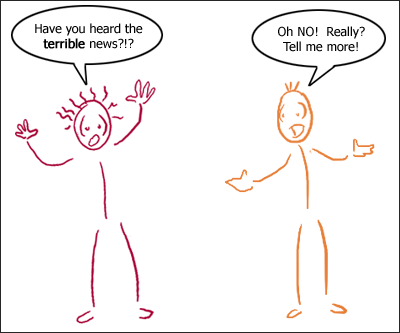 Have you heard the
terrible news?!?
Oh NO!  Really?
Tell me more!